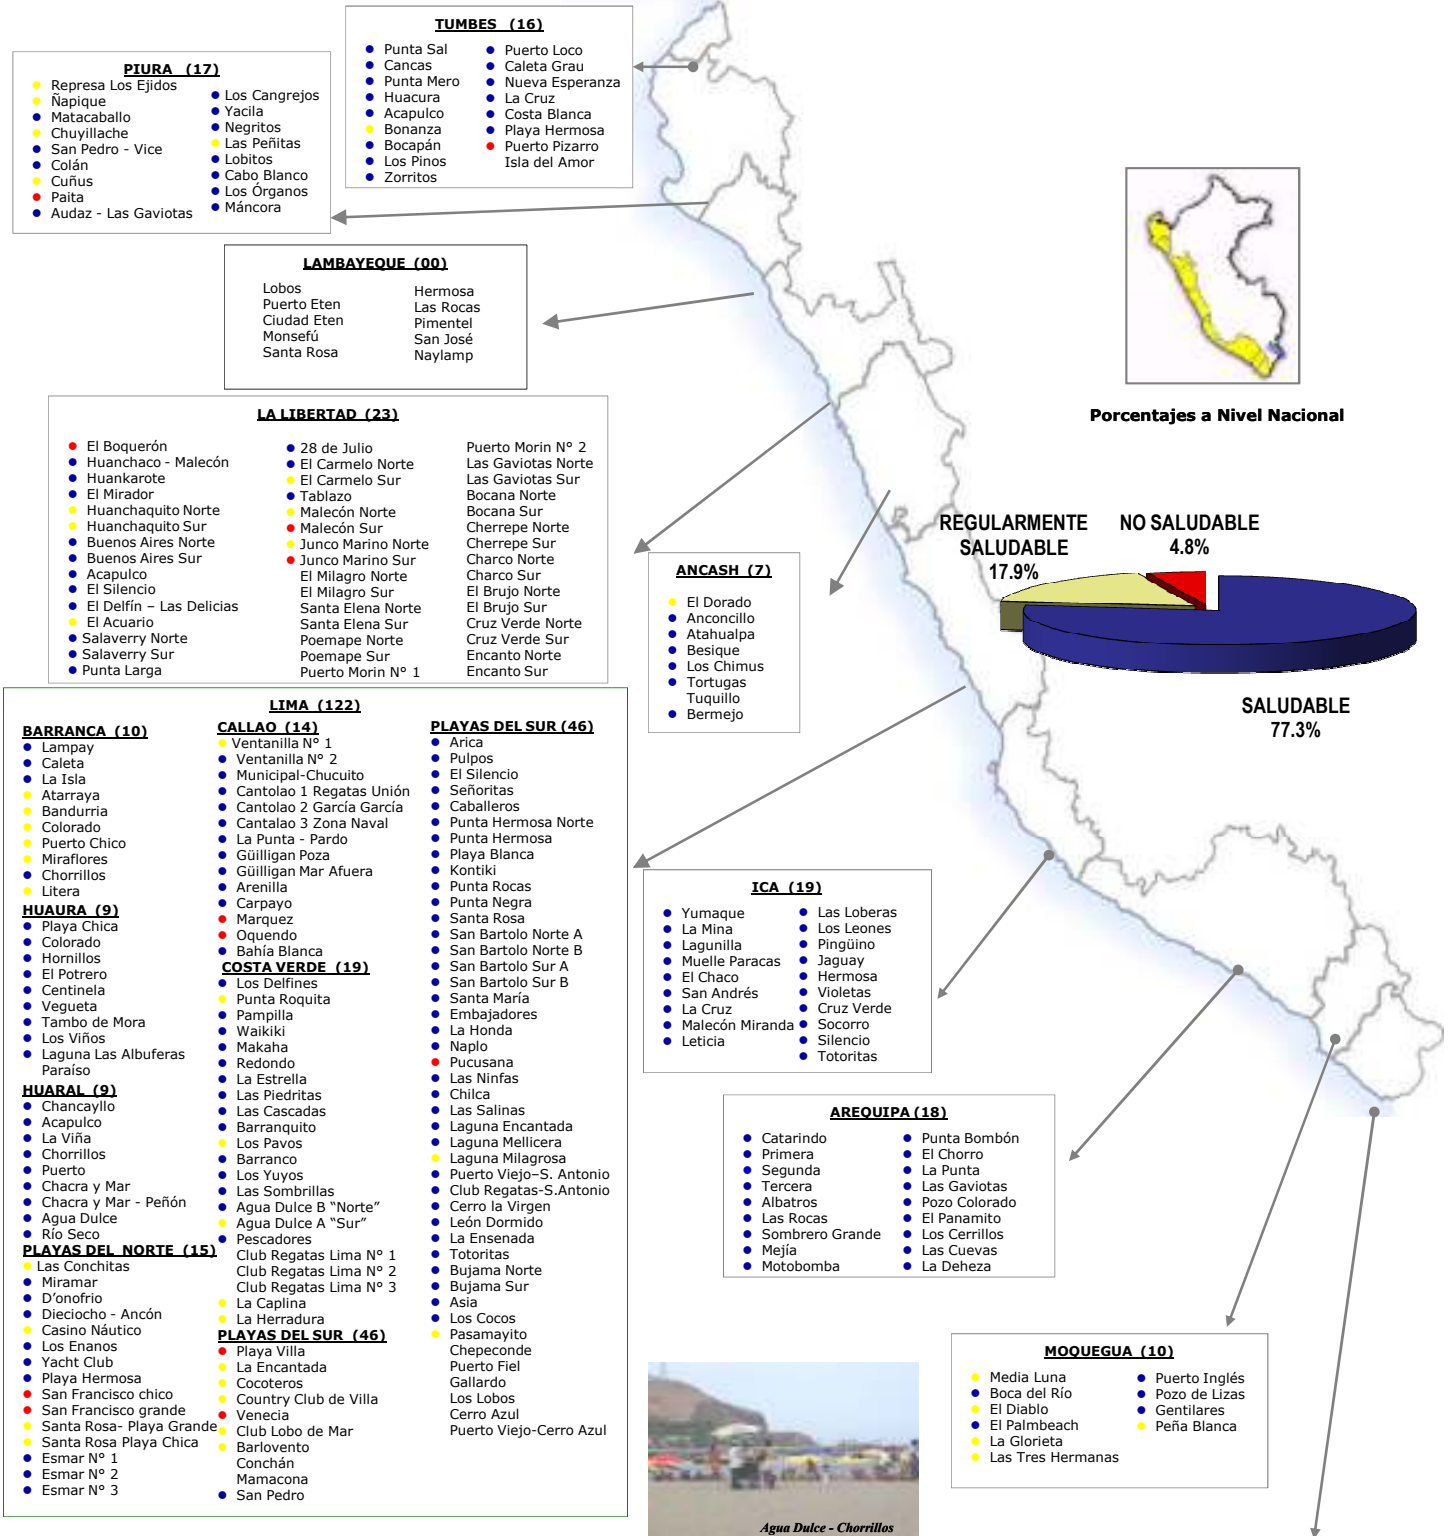 TUMBES (16)
Punta Sal
Cancas
Punta Mero
Huacura
Acapulco
Bonanza
Bocapán
Los Pinos
Zorritos
Puerto Loco
Caleta Grau
Nueva Esperanza
La Cruz
Costa Blanca
Playa Hermosa
Puerto Pizarro
Isla del Amor
PIURA (17)
Represa Los Ejidos
Ñapique
Matacaballo
Chuyillache
San Pedro - Vice
Colán
Cuñus
Paita
Audaz - Las Gaviotas
Los Cangrejos
Yacila
Negritos
Las Peñitas
Lobitos
Cabo Blanco
Los Órganos
Máncora
LAMBAYEQUE (00)
Lobos
Puerto Eten
Ciudad Eten
Monsefú
Santa Rosa
Hermosa
Las Rocas
Pimentel
San José
Naylamp
Porcentajes a Nivel Nacional
LA LIBERTAD (23)
El Boquerón
Huanchaco - Malecón
Huankarote
El Mirador
Huanchaquito Norte
Huanchaquito Sur
Buenos Aires Norte
Buenos Aires Sur
Acapulco
El Silencio
El Delfín – Las Delicias
El Acuario
Salaverry Norte
Salaverry Sur
Punta Larga
28 de Julio
El Carmelo Norte
El Carmelo Sur
Tablazo
Malecón Norte
Malecón Sur
Junco Marino Norte
Junco Marino Sur
El Milagro Norte
El Milagro Sur
Santa Elena Norte
Santa Elena Sur
Poemape Norte
Poemape Sur
Puerto Morin N° 1
Puerto Morin N° 2
Las Gaviotas Norte
Las Gaviotas Sur
Bocana Norte
Bocana Sur
Cherrepe Norte
Cherrepe Sur
Charco Norte
Charco Sur
El Brujo Norte
El Brujo Sur
Cruz Verde Norte
Cruz Verde Sur
Encanto Norte
Encanto Sur
REGULARMENTE
SALUDABLE
17.9%
NO SALUDABLE
4.8%
SALUDABLE
77.3%
ANCASH (7)
El Dorado
Anconcillo
Atahualpa
Besique
Los Chimus
Tortugas
Tuquillo
Bermejo
LIMA (122)
BARRANCA (10)
Lampay
Caleta
La Isla
Atarraya
Bandurria
Colorado
Puerto Chico
Miraflores
Chorrillos
Litera
HUAURA (9)
Playa Chica
Colorado
Hornillos
El Potrero
Centinela
Vegueta
Tambo de Mora
Los Viños
Laguna Las Albuferas
Paraíso
HUARAL (9)
Chancayllo
Acapulco
La Viña
Chorrillos
Puerto
Chacra y Mar
Chacra y Mar - Peñón
Agua Dulce
Río Seco
PLAYAS DEL NORTE (15)
Las Conchitas
Miramar
D'onofrio
Dieciocho - Ancón
Casino Náutico
Los Enanos
Yacht Club
Playa Hermosa
San Francisco chico
San Francisco grande
Santa Rosa- Playa Grande
Santa Rosa Playa Chica
Esmar N° 1
Esmar N° 2
Esmar N° 3
CALLAO (14)
Ventanilla N° 1
Ventanilla N° 2
Municipal-Chucuito
Cantolao 1 Regatas Unión
Cantolao 2 García García
Cantalao 3 Zona Naval
La Punta - Pardo
Güilligan Poza
Güilligan Mar Afuera
Arenilla
Carpayo
Marquez
Oquendo
Bahía Blanca
COSTA VERDE (19)
Los Delfines
Punta Roquita
Pampilla
Waikiki
Makaha
Redondo
La Estrella
Las Piedritas
Las Cascadas
Barranquito
Los Pavos
Barranco
Los Yuyos
Las Sombrillas
Agua Dulce B “Norte”
Agua Dulce A “Sur”
Pescadores
Club Regatas Lima N° 1
Club Regatas Lima N° 2
Club Regatas Lima N° 3
La Caplina
La Herradura
PLAYAS DEL SUR (46)
Playa Villa
La Encantada
Cocoteros
Country Club de Villa
Venecia
Club Lobo de Mar
Barlovento
Conchán
Mamacona
San Pedro
PLAYAS DEL SUR (46)
Arica
Pulpos
El Silencio
Señoritas
Caballeros
Punta Hermosa Norte
Punta Hermosa
Playa Blanca
Kontiki
Punta Rocas
Punta Negra
Santa Rosa
San Bartolo Norte A
San Bartolo Norte B
San Bartolo Sur A
San Bartolo Sur B
Santa María
Embajadores
La Honda
Naplo
Pucusana
Las Ninfas
Chilca
Las Salinas
Laguna Encantada
Laguna Mellicera
Laguna Milagrosa
Puerto Viejo–S. Antonio
Club Regatas-S.Antonio
Cerro la Virgen
León Dormido
La Ensenada
Totoritas
Bujama Norte
Bujama Sur
Asia
Los Cocos
Pasamayito
Chepeconde
Puerto Fiel
Gallardo
Los Lobos
Cerro Azul
Puerto Viejo-Cerro Azul
ICA (19)
Yumaque
La Mina
Lagunilla
Muelle Paracas
El Chaco
San Andrés
La Cruz
Malecón Miranda
Leticia
Las Loberas
Los Leones
Pingüino
Jaguay
Hermosa
Violetas
Cruz Verde
Socorro
Silencio
Totoritas
AREQUIPA (18)
Catarindo
Primera
Segunda
Tercera
Albatros
Las Rocas
Sombrero Grande
Mejía
Motobomba
Punta Bombón
El Chorro
La Punta
Las Gaviotas
Pozo Colorado
El Panamito
Los Cerrillos
Las Cuevas
La Deheza
MOQUEGUA (10)
Media Luna
Boca del Río
El Diablo
El Palmbeach
La Glorieta
Las Tres Hermanas
Puerto Inglés
Pozo de Lizas
Gentilares
Peña Blanca
Agua Dulce - Chorrillos